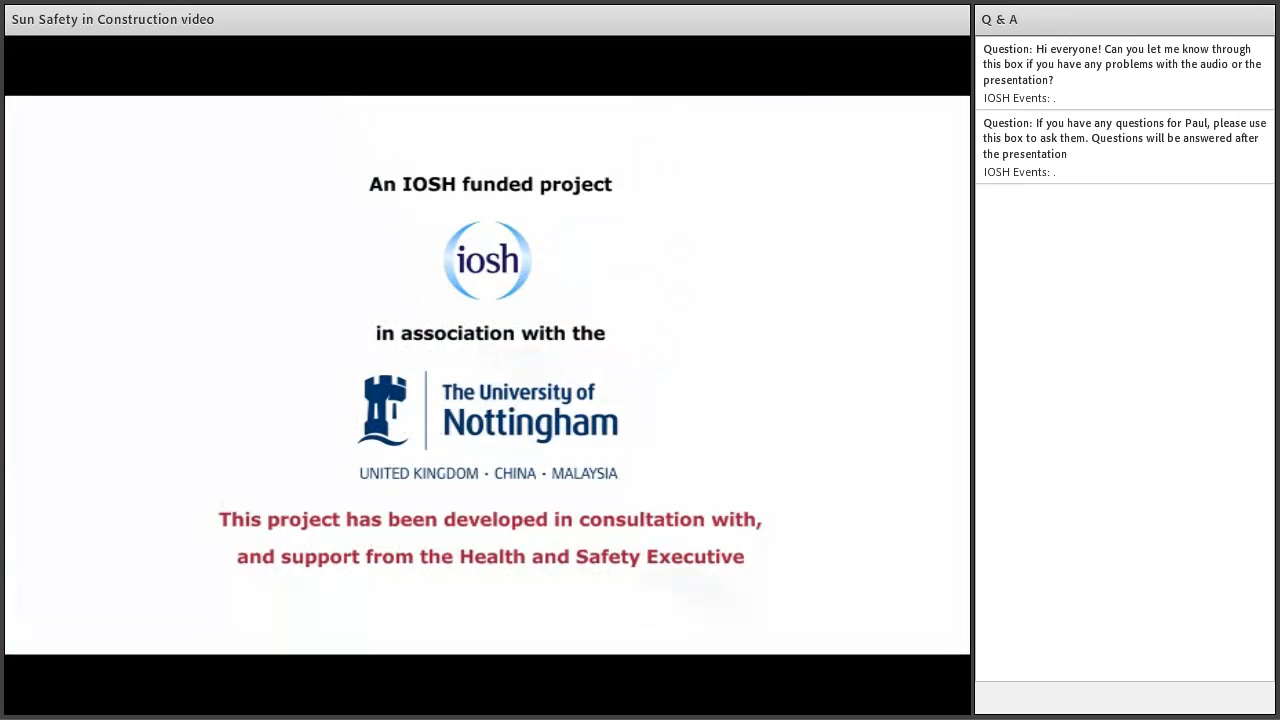 Sun Safety in Construction video
An IOSH funded project
iosh
in association with the
The University of
Nottingham
UNITED KINGDOM · CHINA · MALAYSIA
This project has been developed in consultation with,
and support from the Health and Safety Executive
Q & A
Question: Hi everyone! Can you let me know through
this box if you have any problems with the audio or the
presentation?
IOSH Events: .
Question: If you have any questions for Paul, please use
this box to ask them. Questions will be answered after
the presentation
IOSH Events: .